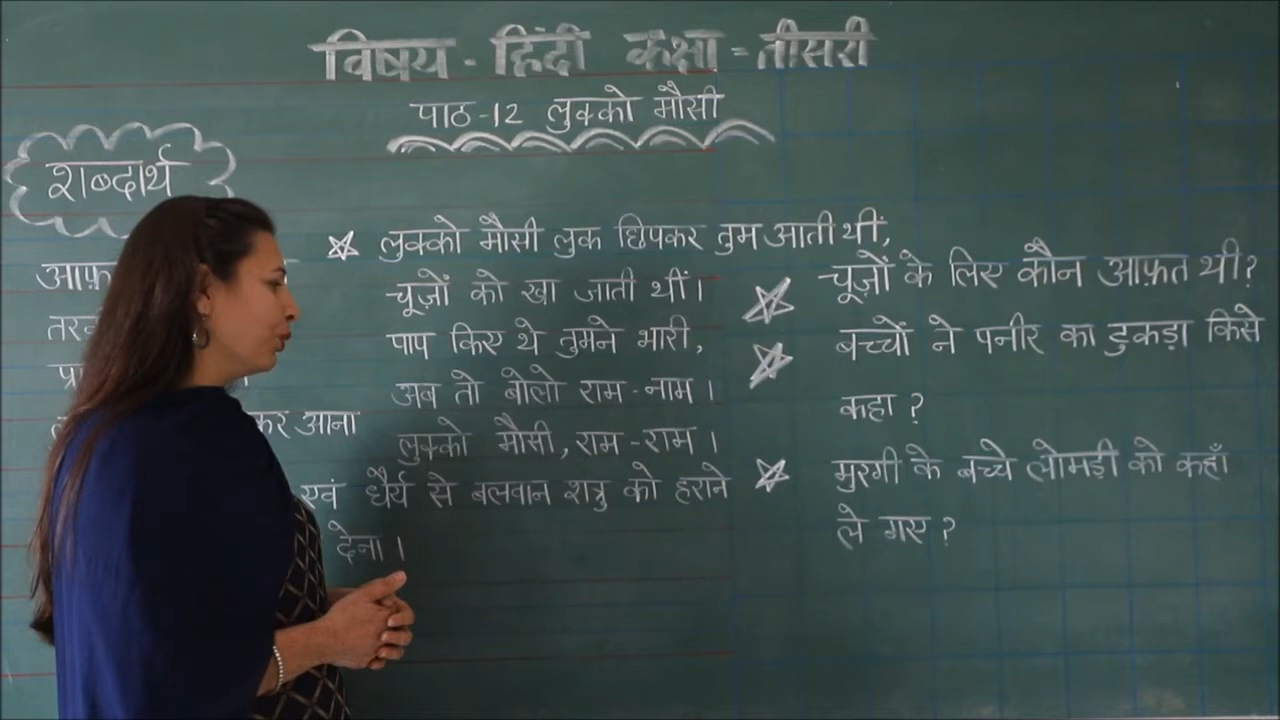 विषय - हिंदी कक्षा = तीसरी
पाठ-12 लुक्को मौसी
शब्दार्थ
लुक्को मौसी लुक छिपकर तुम आती थीं,
चूज़ों को खा जाती थीं।
पाप किए थे तुमने भारी,
अब तो बोलो राम-नाम।
लुक्को मौसी, राम-राम।
आना
एवं धैर्य से बलवान शत्रु को हराने
देना।
चूज़ों के लिए कौन आफ़त थी?
बच्चों ने पनीर का टुकड़ा किसे
कहा?
मुरगी के बच्चे लोमड़ी को कहाँ
ले गए?